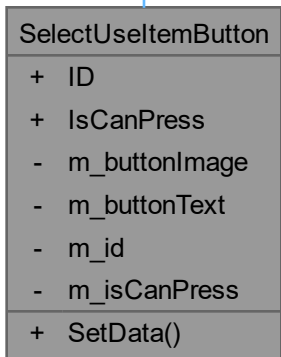 SelectUseItemButton
+ ID
+ IsCanPress
- m_buttonImage
- m_buttonText
- m_id
- m_isCanPress
+ SetData()